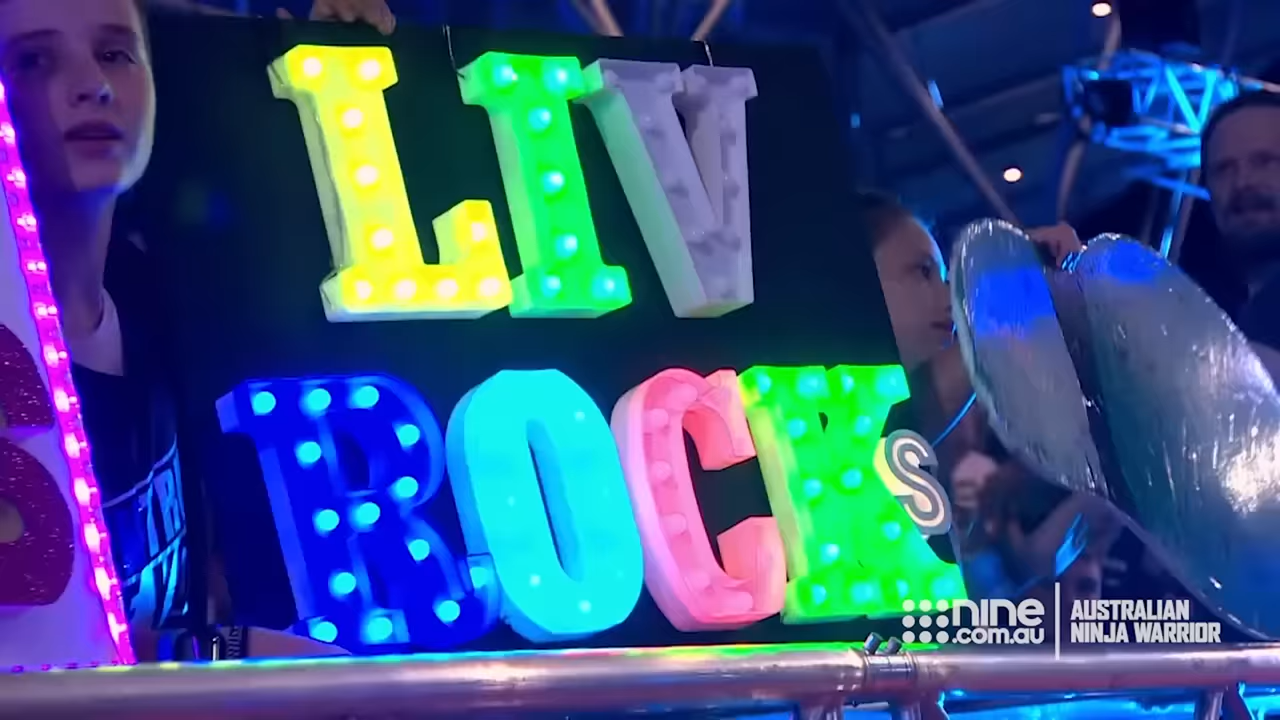 LIV
ROCKS
nine
.com.au
AUSTRALIAN
NINJA WARRIOR